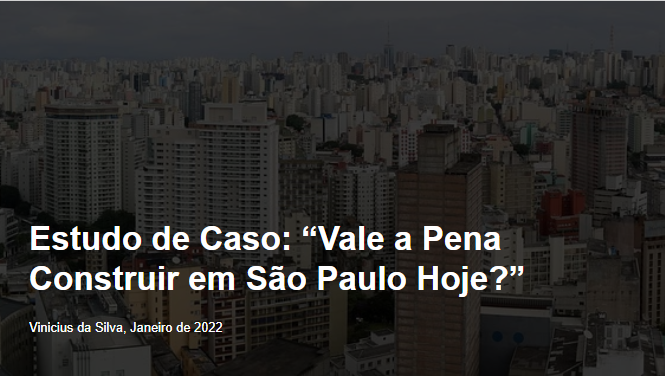 Estudo de Caso: “Vale a Pena
Construir em São Paulo Hoje?”
Vinicius da Silva, Janeiro de 2022